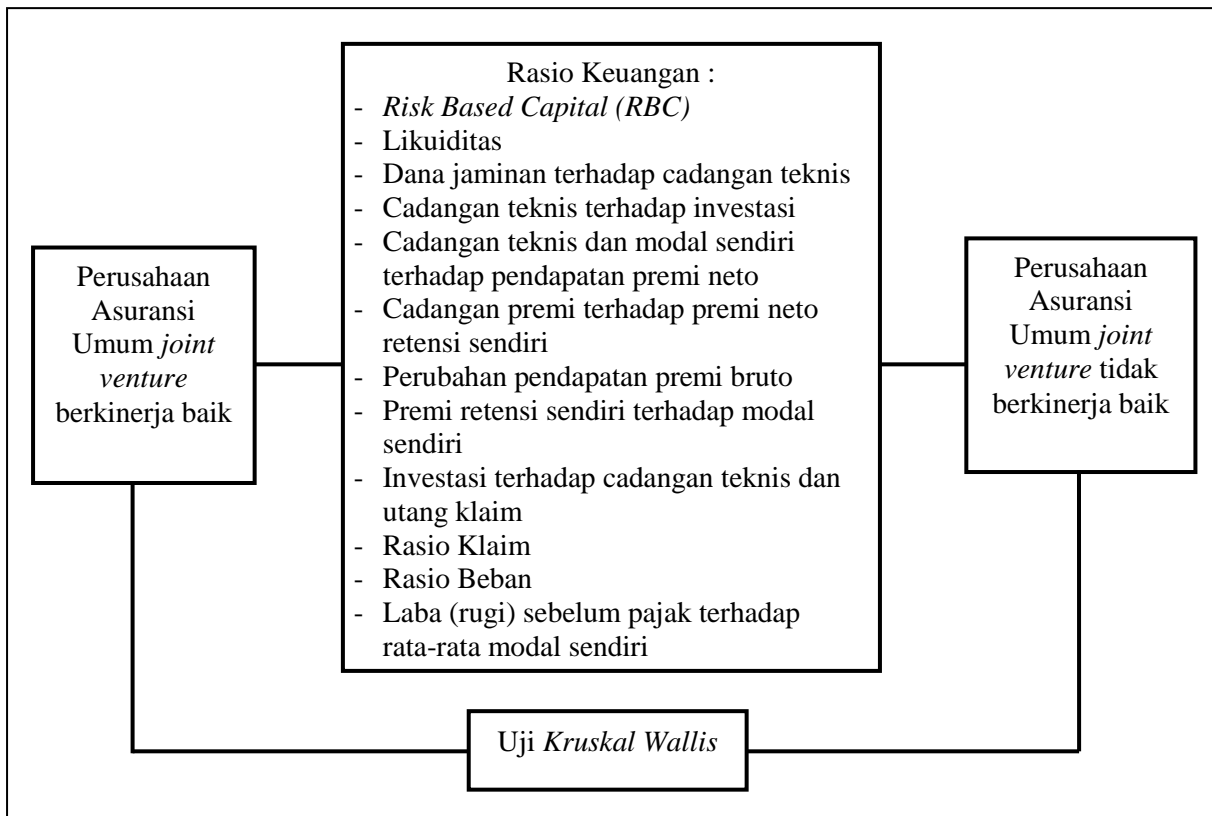 Rasio Keuangan :
- Risk Based Capital (RBC)
- Likuiditas
- Dana jaminan terhadap cadangan teknis
- Cadangan teknis terhadap investasi
- Cadangan teknis dan modal sendiri
terhadap pendapatan premi neto
- Cadangan premi terhadap premi neto
retensi sendiri
- Perubahan pendapatan premi bruto
- Premi retensi sendiri terhadap modal
sendiri
- Investasi terhadap cadangan teknis dan
utang klaim
- Rasio Klaim
- Rasio Beban
- Laba (rugi) sebelum pajak terhadap
rata-rata modal sendiri
Perusahaan
Asuransi
Umum joint
venture
berkinerja baik
Perusahaan
Asuransi
Umum joint
venture tidak
berkinerja baik
Uji Kruskal Wallis